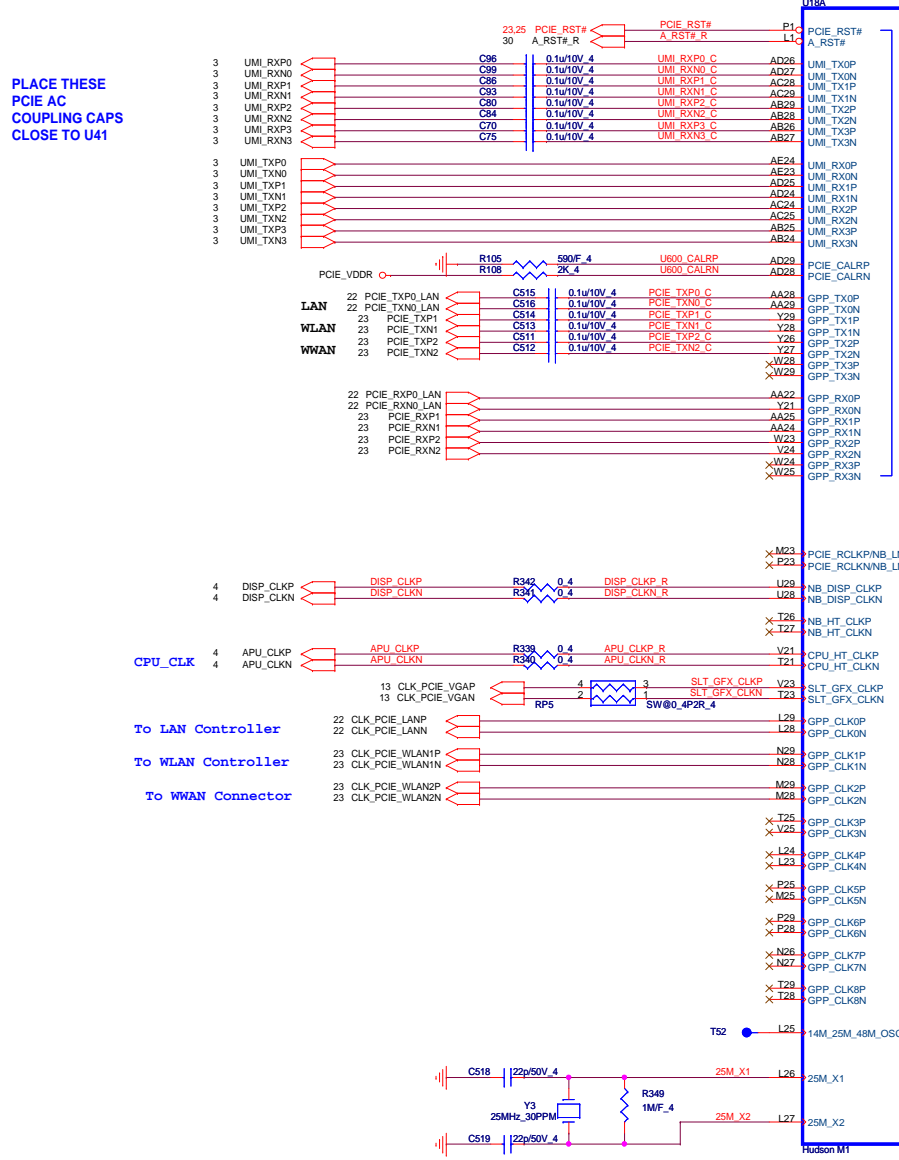 U18A
23,25 PCIE_RST# PCIE_RST# P1 PCIE_RST#
30 A_RST#_R A_RST#_R L1 A_RST#
PLACE THESE
PCIE AC
COUPLING CAPS
CLOSE TO U41
3 UMI_RXP0 C96 0.1u/10V_4 UMI_RXP0_C AD26 UMI_TX0P
3 UMI_RXN0 C99 0.1u/10V_4 UMI_RXN0_C AD27 UMI_TX0N
3 UMI_RXP1 C86 0.1u/10V_4 UMI_RXP1_C AC28 UMI_TX1P
3 UMI_RXN1 C93 0.1u/10V_4 UMI_RXN1_C AC29 UMI_TX1N
3 UMI_RXP2 C80 0.1u/10V_4 UMI_RXP2_C AB29 UMI_TX2P
3 UMI_RXN2 C84 0.1u/10V_4 UMI_RXN2_C AB28 UMI_TX2N
3 UMI_RXP3 C70 0.1u/10V_4 UMI_RXP3_C AB26 UMI_TX3P
3 UMI_RXN3 C75 0.1u/10V_4 UMI_RXN3_C AB27 UMI_TX3N
3 UMI_TXP0 AE24 UMI_RX0P
3 UMI_TXN0 AE23 UMI_RX0N
3 UMI_TXP1 AD25 UMI_RX1P
3 UMI_TXN1 AD24 UMI_RX1N
3 UMI_TXP2 AC24 UMI_RX2P
3 UMI_TXN2 AC25 UMI_RX2N
3 UMI_TXP3 AB25 UMI_RX3P
3 UMI_TXN3 AB24 UMI_RX3N
R105 590/F_4 U600_CALRP AD29 PCIE_CALRP
PCIE_VDDR R108 2K_4 U600_CALRN AD28 PCIE_CALRN
LAN
WLAN
WWAN
22 PCIE_TXP0_LAN C515 0.1u/10V_4 PCIE_TXP0_C AA28 GPP_TX0P
22 PCIE_TXN0_LAN C516 0.1u/10V_4 PCIE_TXN0_C AA29 GPP_TX0N
23 PCIE_TXP1 C514 0.1u/10V_4 PCIE_TXP1_C Y29 GPP_TX1P
23 PCIE_TXN1 C513 0.1u/10V_4 PCIE_TXN1_C Y28 GPP_TX1N
23 PCIE_TXP2 C511 0.1u/10V_4 PCIE_TXP2_C Y26 GPP_TX2P
23 PCIE_TXN2 C512 0.1u/10V_4 PCIE_TXN2_C Y27 GPP_TX2N
W28 GPP_TX3P
W29 GPP_TX3N
22 PCIE_RXP0_LAN AA22 GPP_RX0P
22 PCIE_RXN0_LAN Y21 GPP_RX0N
23 PCIE_RXP1 AA25 GPP_RX1P
23 PCIE_RXN1 AA24 GPP_RX1N
23 PCIE_RXP2 W23 GPP_RX2P
23 PCIE_RXN2 V24 GPP_RX2N
W24 GPP_RX3P
W25 GPP_RX3N
M23 PCIE_RCLKP/NB_L
P23 PCIE_RCLKN/NB_L
4 DISP_CLKP DISP_CLKP R342 0_4 DISP_CLKP_R U29 NB_DISP_CLKP
4 DISP_CLKN DISP_CLKN R341 0_4 DISP_CLKN_R U28 NB_DISP_CLKN
T26 NB_HT_CLKP
T27 NB_HT_CLKN
CPU_CLK
4 APU_CLKP APU_CLKP R339 0_4 APU_CLKP_R V21 CPU_HT_CLKP
4 APU_CLKN APU_CLKN R340 0_4 APU_CLKN_R T21 CPU_HT_CLKN
13 CLK_PCIE_VGAP 4 3 SLT_GFX_CLKP V23 SLT_GFX_CLKP
13 CLK_PCIE_VGAN 2 1 SLT_GFX_CLKN T23 SLT_GFX_CLKN
RP5 SW@0_4P2R_4
To LAN Controller
22 CLK_PCIE_LANP L29 GPP_CLK0P
22 CLK_PCIE_LANN L28 GPP_CLK0N
To WLAN Controller
23 CLK_PCIE_WLAN1P N29 GPP_CLK1P
23 CLK_PCIE_WLAN1N N28 GPP_CLK1N
To WWAN Connector
23 CLK_PCIE_WLAN2P M29 GPP_CLK2P
23 CLK_PCIE_WLAN2N M28 GPP_CLK2N
T25 GPP_CLK3P
V25 GPP_CLK3N
L24 GPP_CLK4P
L23 GPP_CLK4N
P25 GPP_CLK5P
M25 GPP_CLK5N
P29 GPP_CLK6P
P28 GPP_CLK6N
N26 GPP_CLK7P
N27 GPP_CLK7N
T29 GPP_CLK8P
T28 GPP_CLK8N
T52 L25 14M_25M_48M_OSC
C518 22p/50V_4 25M_X1 L26 25M_X1
Y3
25MHz_30PPM
R349
1M/F_4
C519 22p/50V_4 25M_X2 L27 25M_X2
Hudson M1